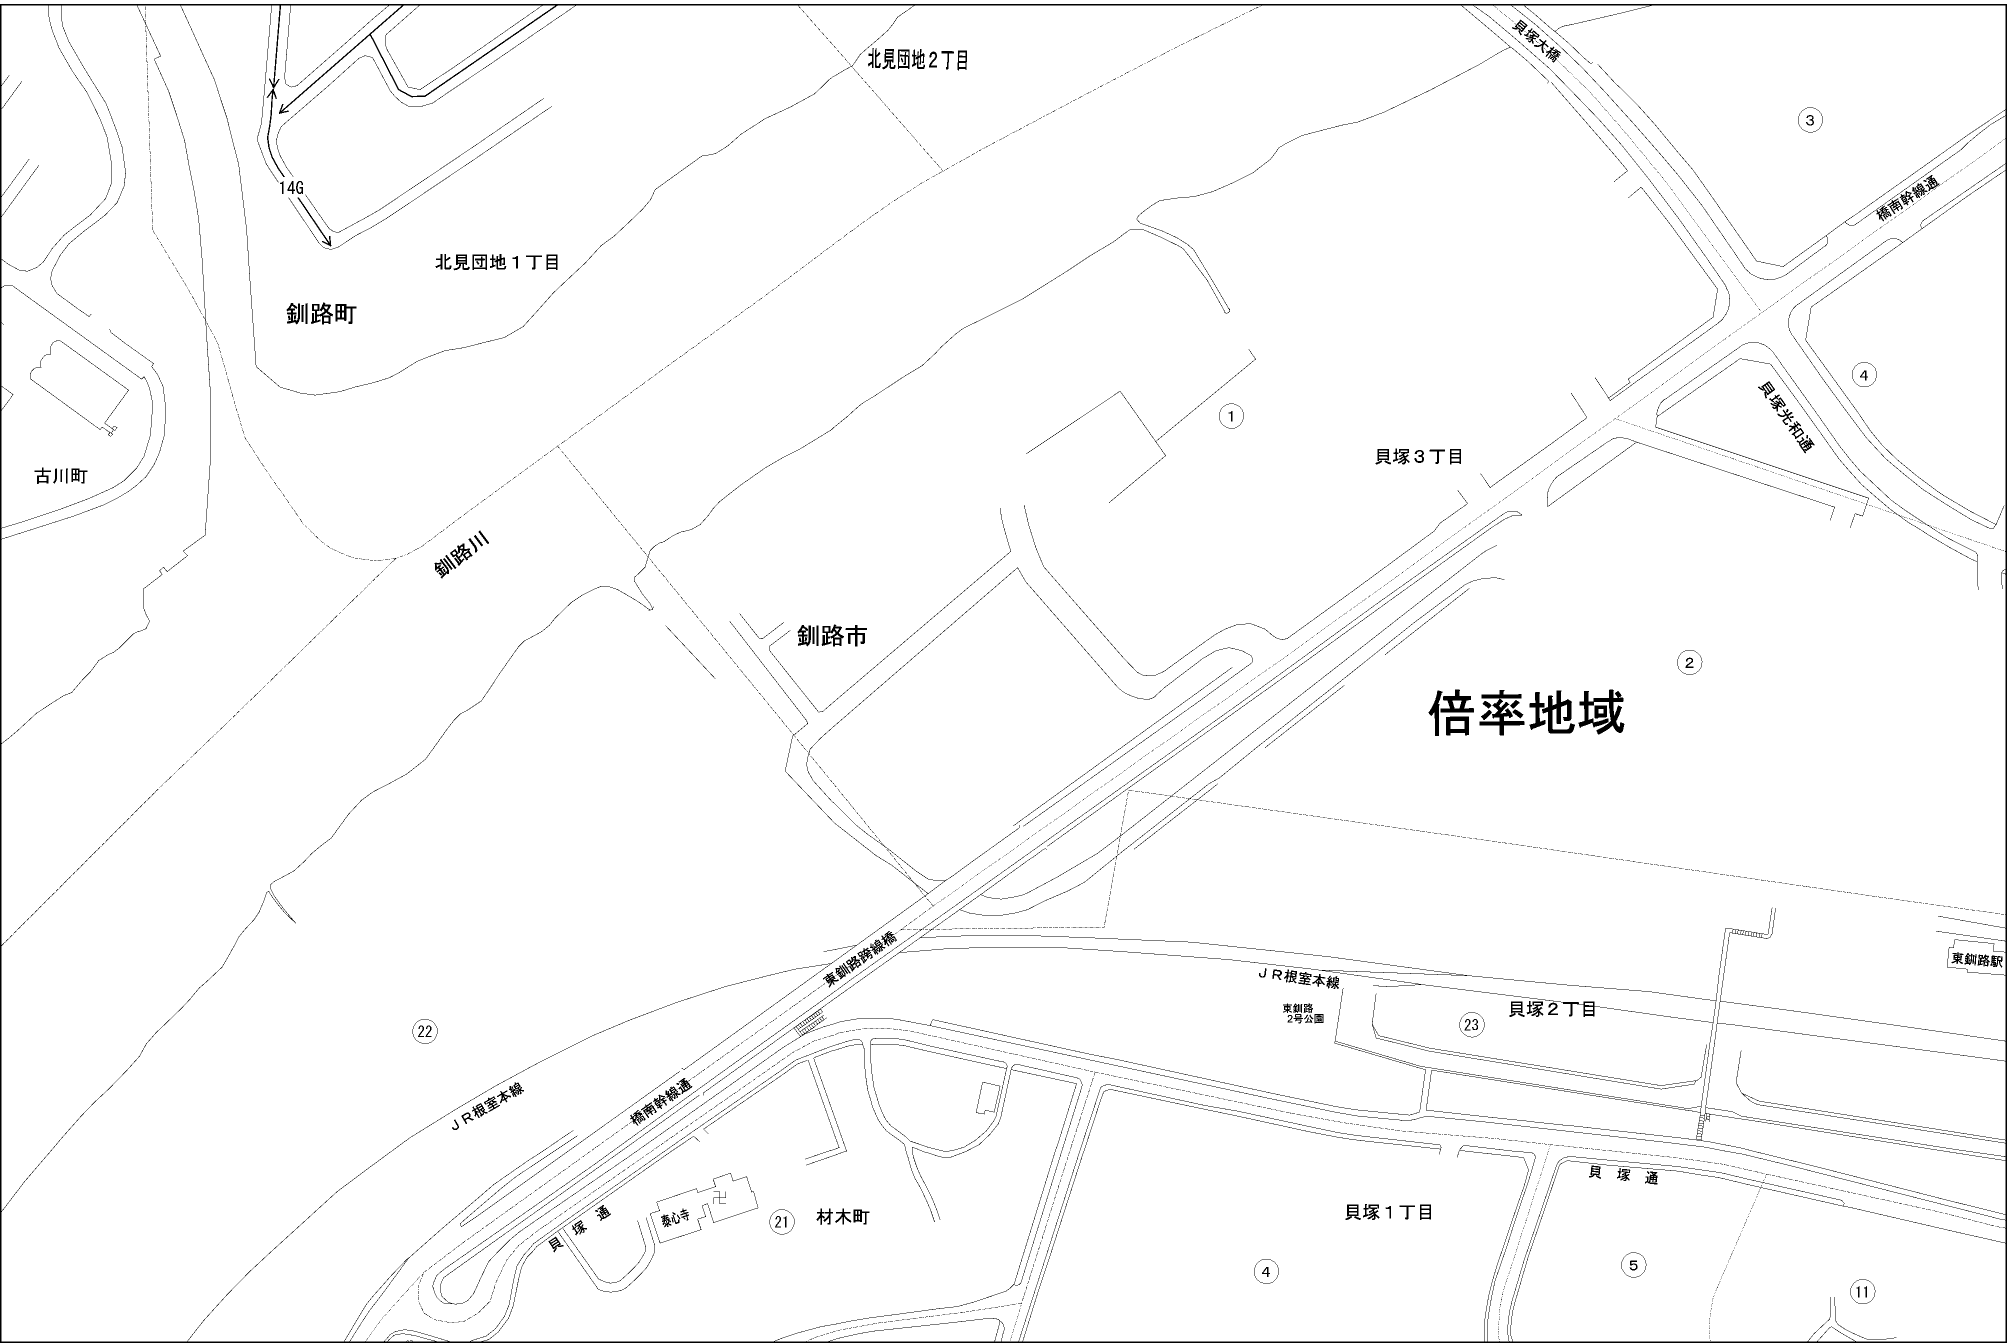 貝塚大橋
北見団地２丁目
③
橋南幹線通
14G
北見団地１丁目
釧路町
④
貝塚光和通
①
貝塚３丁目
古川町
釧路川
釧路市
②
倍率地域
東釧路跨線橋
東釧路駅
ＪＲ根室本線
東釧路
2号公園
㉓
貝塚２丁目
㉒
ＪＲ根室本線
橋南幹線通
貝塚通
貝塚通
泰心寺
㉑
材木町
貝塚１丁目
④
⑤
⑪